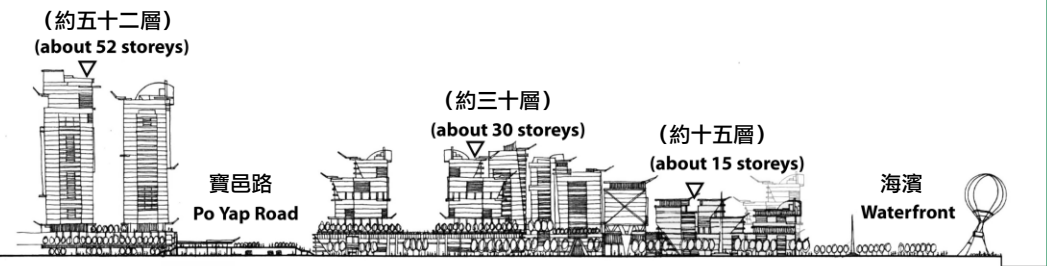 （約五十二層）
(about 52 storeys)
（約三十層）
(about 30 storeys)
（約十五層）
(about 15 storeys)
寶邑路
Po Yap Road
海濱
Waterfront